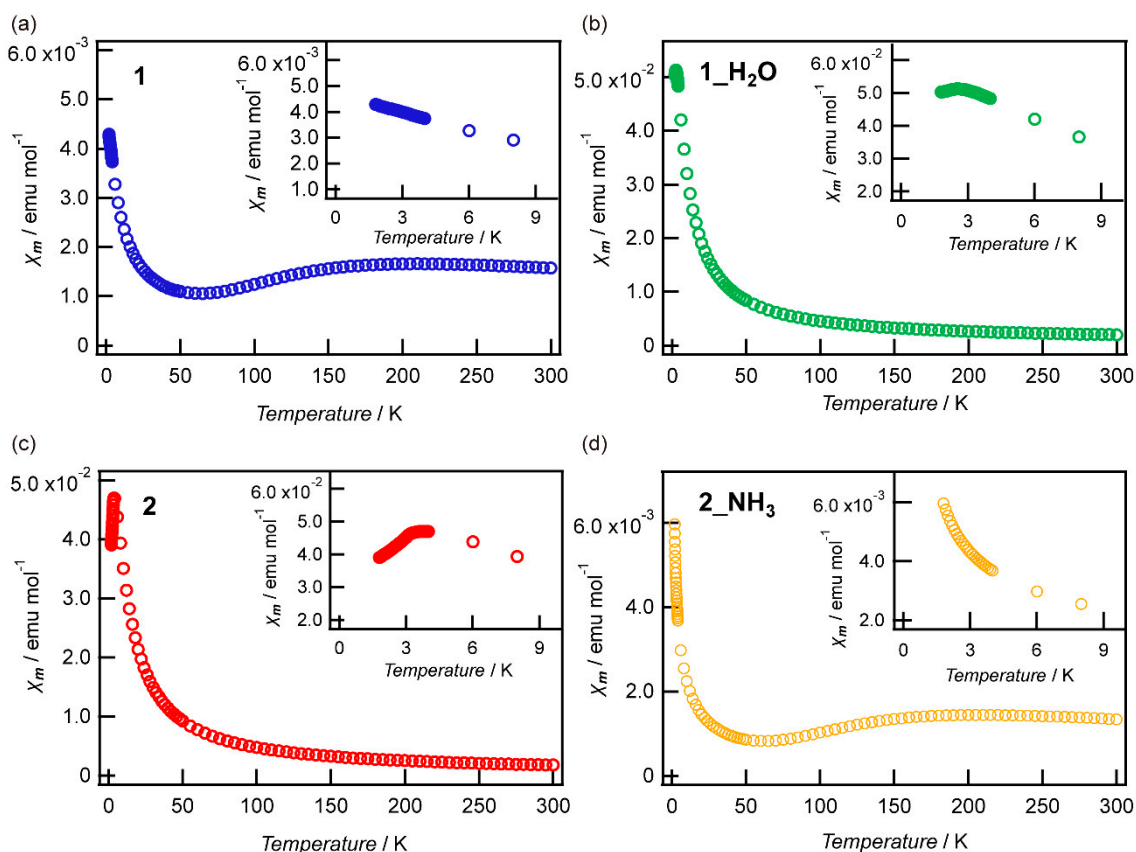 (a)
1
6.0 x10⁻³
5.0
4.0
3.0
2.0
1.0
0
Xₘ / emu mol⁻¹
0 50 100 150 200 250 300
Temperature / K
6.0 x10⁻³
5.0
4.0
3.0
2.0
1.0
Xₘ / emu mol⁻¹
0 3 6 9
Temperature / K
(b)
1_H₂O
5.0 x10⁻²
4.0
3.0
2.0
1.0
0
Xₘ / emu mol⁻¹
0 50 100 150 200 250 300
Temperature / K
6.0 x10⁻²
5.0
4.0
3.0
2.0
Xₘ / emu mol⁻¹
0 3 6 9
Temperature / K
(c)
2
5.0 x10⁻²
4.0
3.0
2.0
1.0
0
Xₘ / emu mol⁻¹
0 50 100 150 200 250 300
Temperature / K
6.0 x10⁻²
5.0
4.0
3.0
2.0
Xₘ / emu mol⁻¹
0 3 6 9
Temperature / K
(d)
2_NH₃
6.0 x10⁻³
4.0
2.0
0
Xₘ / emu mol⁻¹
0 50 100 150 200 250 300
Temperature / K
6.0 x10⁻³
4.0
2.0
Xₘ / emu mol⁻¹
0 3 6 9
Temperature / K